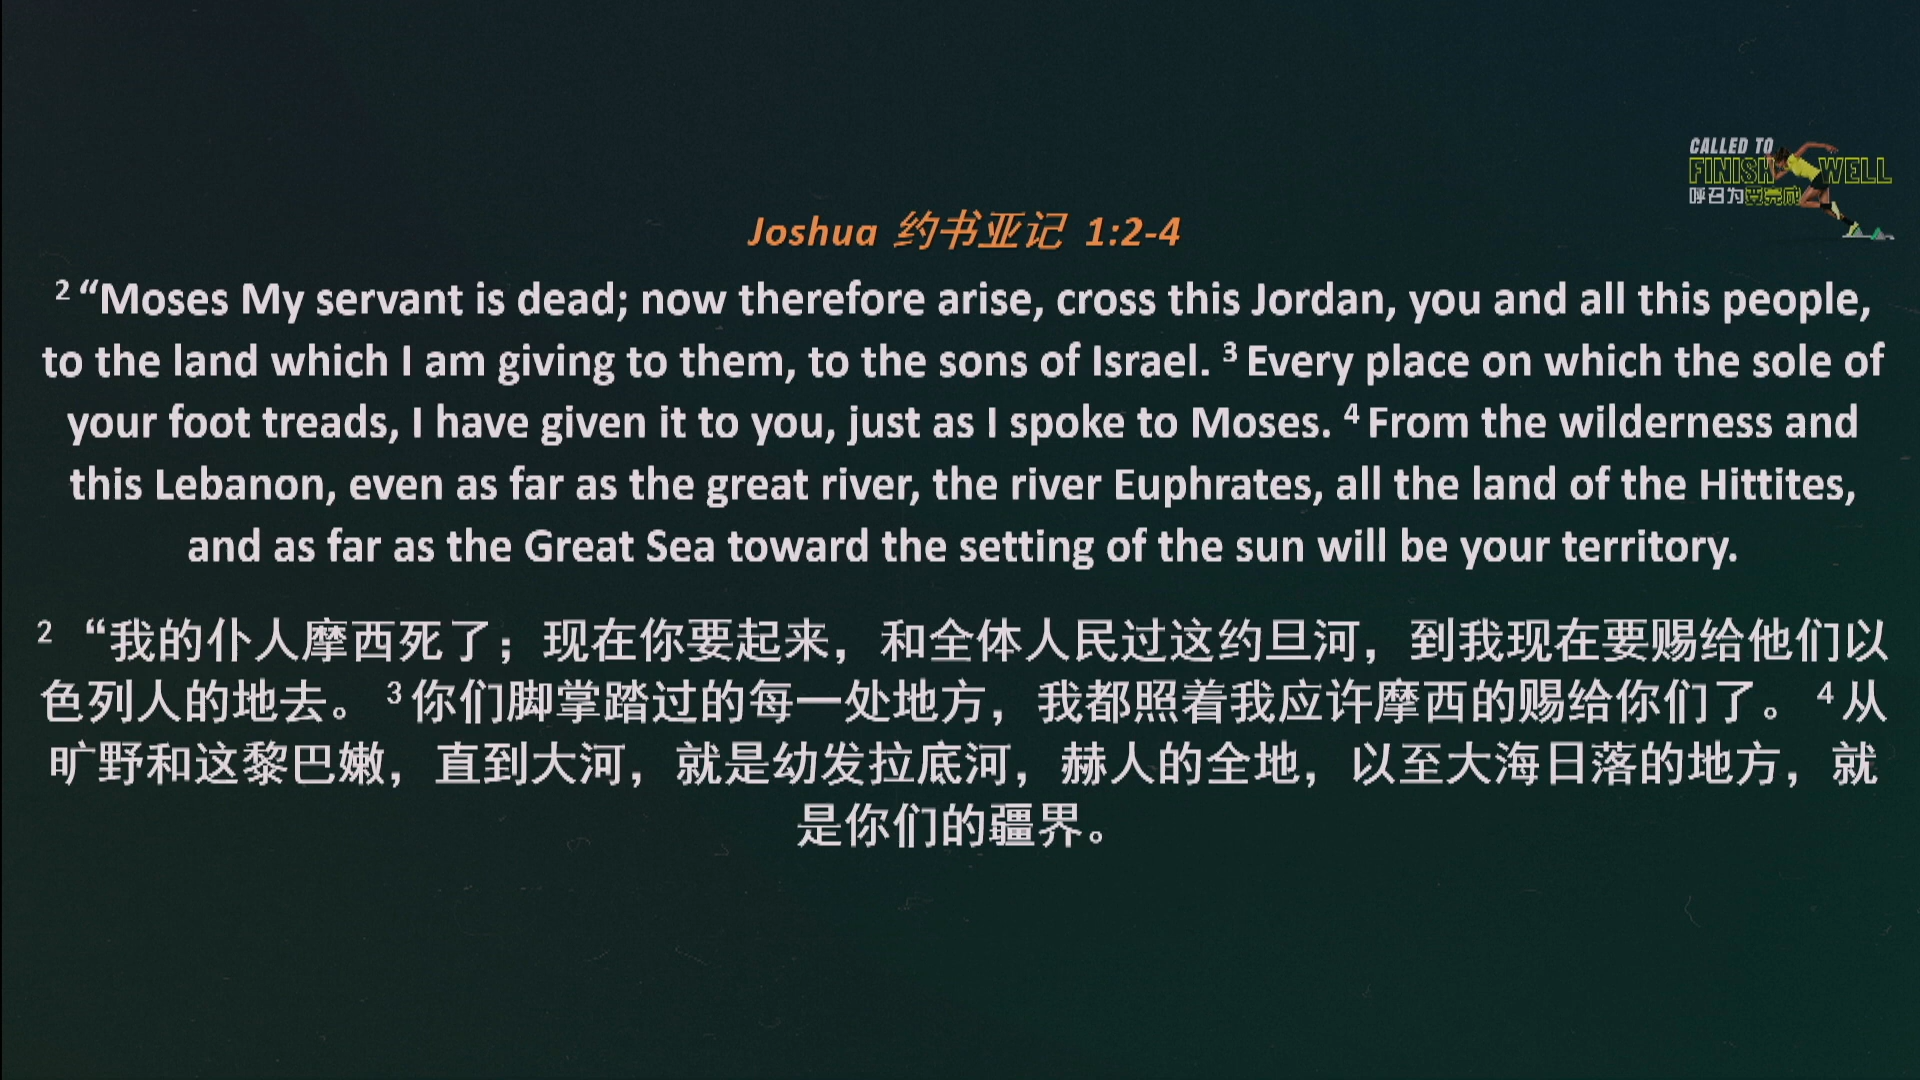 CALLED TO
FINISH WELL
呼召为要完成
Joshua 约书亚记 1:2-4
2 “Moses My servant is dead; now therefore arise, cross this Jordan, you and all this people,
to the land which I am giving to them, to the sons of Israel. 3 Every place on which the sole of
your foot treads, I have given it to you, just as I spoke to Moses. 4 From the wilderness and
this Lebanon, even as far as the great river, the river Euphrates, all the land of the Hittites,
and as far as the Great Sea toward the setting of the sun will be your territory.
2 “我的仆人摩西死了；现在你要起来，和全体人民过这约旦河，到我现在要赐给他们以
色列人的地去。 3 你们脚掌踏过的每一处地方，我都照着我应许摩西的赐给你们了。 4 从
旷野和这黎巴嫩，直到大河，就是幼发拉底河，赫人的全地，以至大海日落的地方，就
是你们的疆界。